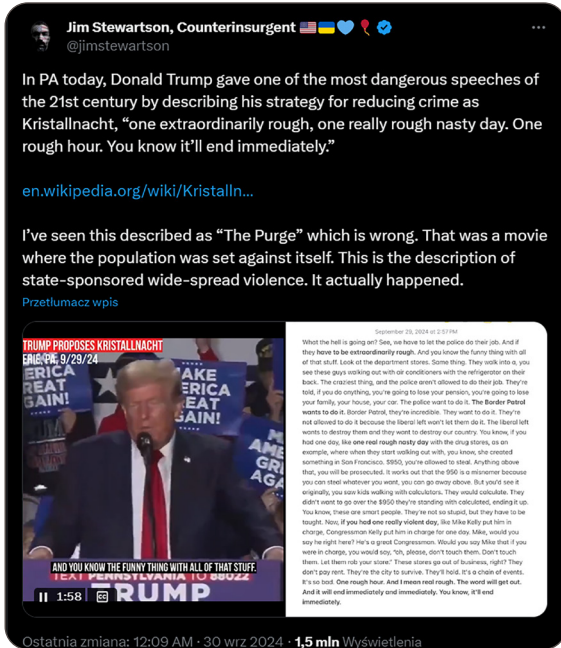 Jim Stewartson, Counterinsurgent 🇺🇸🇺🇦💙🎈
@jimstewartson
In PA today, Donald Trump gave one of the most dangerous speeches of
the 21st century by describing his strategy for reducing crime as
Kristallnacht, “one extraordinarily rough, one really rough nasty day. One
rough hour. You know it’ll end immediately.”
en.wikipedia.org/wiki/Kristalln…
I’ve seen this described as “The Purge” which is wrong. That was a movie
where the population was set against itself. This is the description of
state-sponsored wide-spread violence. It actually happened.
Przetłumacz wpis
TRUMP PROPOSES KRISTALLNACHT
ERIE, PA, 9/29/24
ERICA
REAT
GAIN!
MAKE
ERICA
EAT
GAIN!
AME
GR
AGA
AND YOU KNOW THE FUNNY THING WITH ALL OF THAT STUFF.
TEXT PENNSYLVANIA TO 88022
TRUMP
1:58
September 29, 2024 at 2:57 PM
What the hell is going on? See, we have to let the police do their job. And if
they have to be extraordinarily rough. And you know the funny thing with all
of that stuff. Look at the department stores. Same thing. They walk into a, you
see these guys walking out with air conditioners with the refrigerator on their
back. The craziest thing, and the police aren't allowed to do their job. They're
told, if you do anything, you're going to lose your pension, you're going to lose
your family, your house, your car. The police want to do it. The Border Patrol
wants to do it. Border Patrol, they're incredible. They want to do it. They're
not allowed to do it because the liberal left won't let them do it. The liberal left
wants to destroy them and they want to destroy our country. You know, if you
had one day, like one real rough nasty day with the drug stores, as an
example, where when they start walking out with, you know, she created
something in San Francisco. $950, you're allowed to steal. Anything above
that, you will be prosecuted. It works out that the 950 is a misnomer because
you can steal whatever you want, you can go away above. But you'd see it
originally, you saw kids walking with calculators. They would calculate. They
didn't want to go over the $950 they're standing with calculated, ending it up.
You know, these are smart people. They're not so stupid, but they have to be
taught. Now, if you had one really violent day, like Mike Kelly put him in
charge, Congressman Kelly put him in charge for one day. Mike, would you
say he right here? He's a great Congressman. Would you say Mike that if you
were in charge, you would say, "oh, please, don't touch them. Don't touch
them. Let them rob your store." These stores go out of business, right? They
don't pay rent. They're the city to survive. They'll hold. It's a chain of events.
It's so bad. One rough hour. And I mean real rough. The word will get out.
And it will end immediately and immediately. You know, it'll end
immediately.
Ostatnia zmiana: 12:09 AM · 30 wrz 2024 · 1,5 mln Wyświetlenia